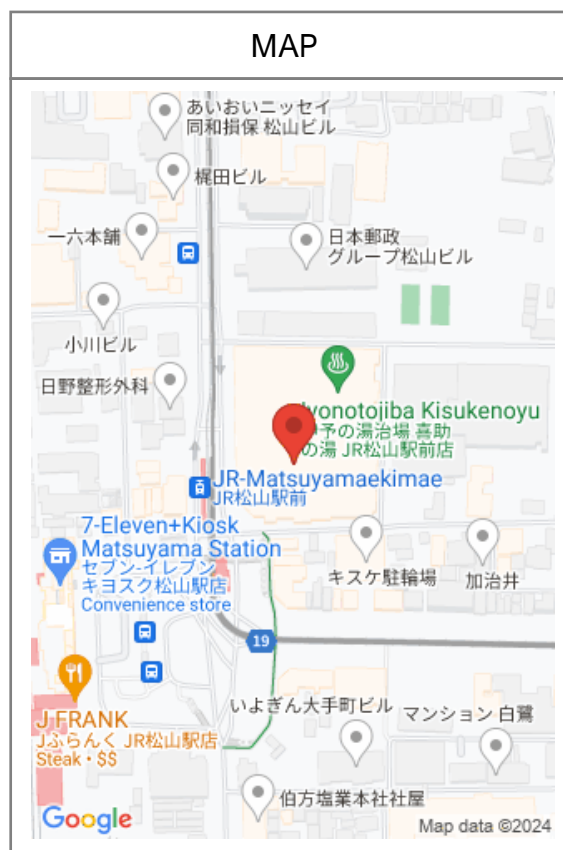 MAP
あいおいニッセイ
同和損保 松山ビル
梶田ビル
一六本舗
日本郵政
グループ松山ビル
小川ビル
日野整形外科
yonotojiba Kisukenoyu
予の湯治場 喜助
の湯 JR松山駅前店
JR-Matsuyamaekimae
JR松山駅前
7-Eleven+Kiosk
Matsuyama Station
セブン-イレブン
キヨスク松山駅店
Convenience store
キスケ駐輪場
加治井
19
いよぎん大手町ビル
マンション 白鷺
J FRANK
Jふらんく JR松山駅店
Steak • $$
伯方塩業本社社屋
Google
Map data ©2024